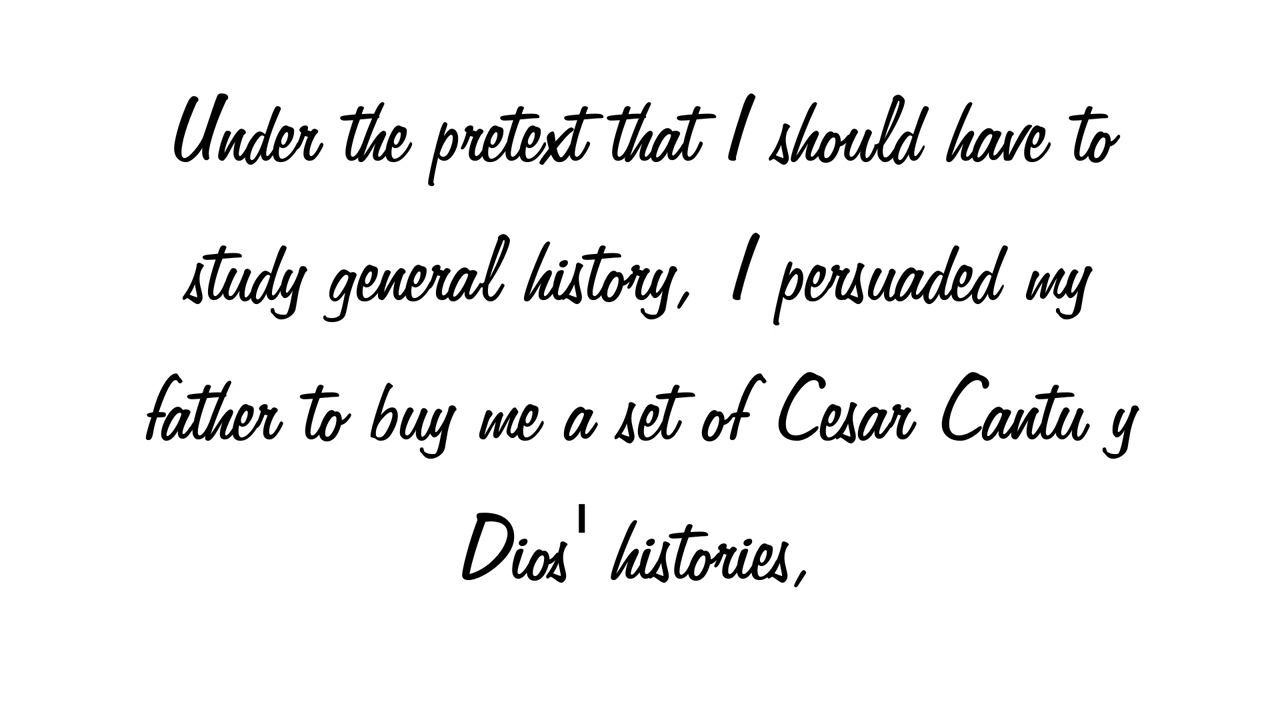 Under the pretext that I should have to
study general history, I persuaded my
father to buy me a set of Cesar Cantu y
Dios' histories,